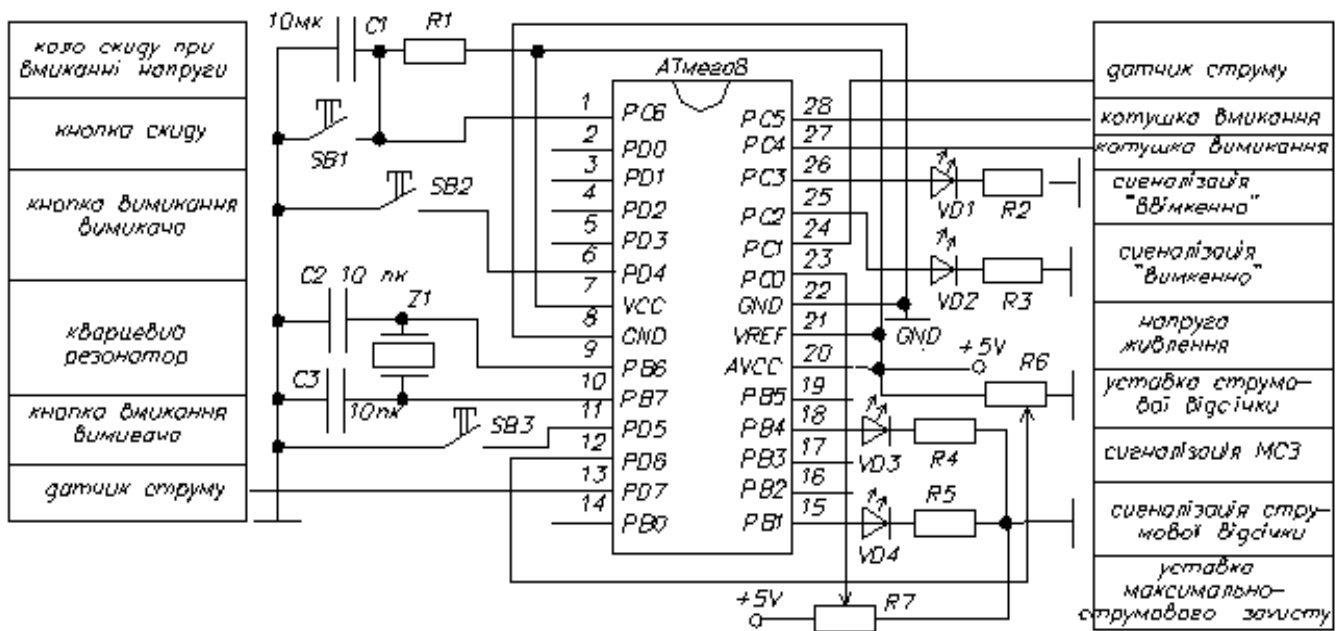 коло скиду при
вмиканні напруги
кнопка скиду
кнопка вимикання
вимикача
кварцевио
резонатор
кнопка вмикання
вимивача
датчик струму
10мк
C1
R1
SB1
SB2
C2 10 пк
Z1
C3
10пк
SB3
АТмега8
1 PC6
2 PD0
3 PD1
4 PD2
5 PD3
6 PD4
7 VCC
8 GND
9 PB6
10 PB7
11 PD5
12 PD6
13 PD7
14 PB0
PC5 28
PC4 27
PC3 26
PC2 25
PC1 24
PC0 23
GND 22
VREF 21
AVCC 20
PB5 19
PB4 18
PB3 17
PB2 16
PB1 15
VD1 R2
VD2 R3
GND
+5V
R6
VD3 R4
R5
VD4
+5V
R7
датчик струму
котушка вмикання
котушка вимикання
сигналізація
"ввімкенно"
сигналізація
"вимкенно"
напруга
живлення
уставка струмо-
вої відсічки
сигналізація МСЗ
сигналізація стру-
мової відсічки
уставка
максимально-
струмового захисту